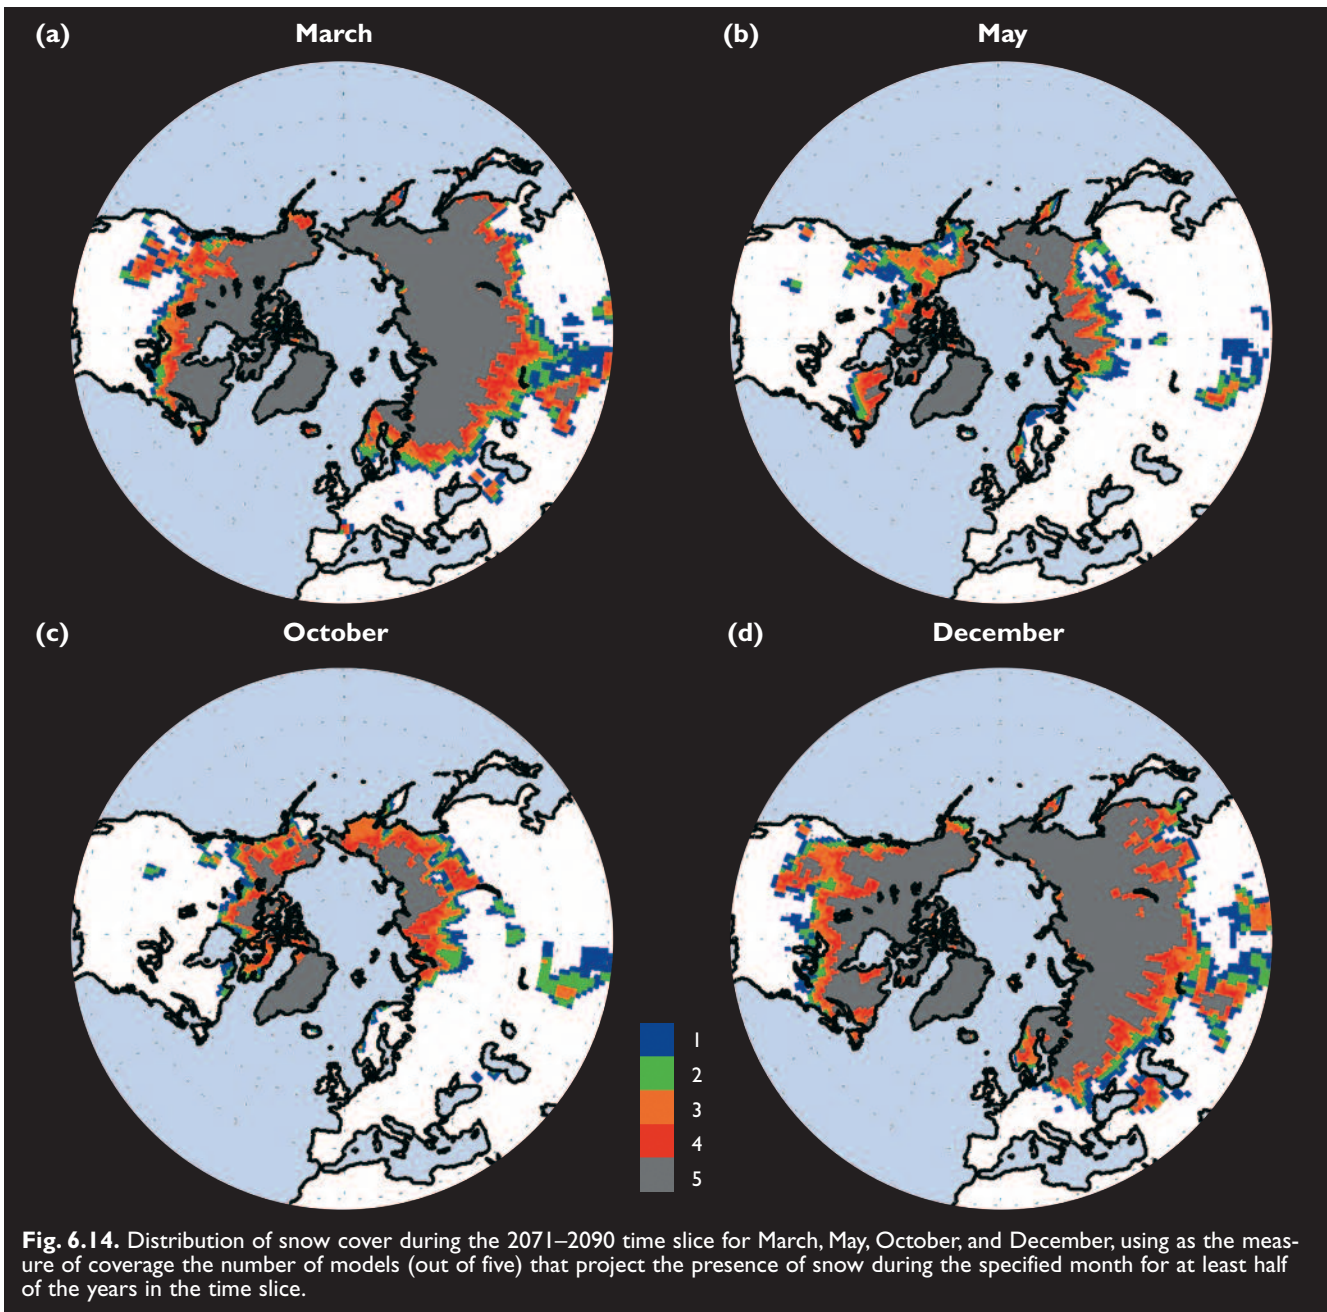 (a) March
(b) May
(c) October
(d) December
1
2
3
4
5
Fig. 6.14. Distribution of snow cover during the 2071–2090 time slice for March, May, October, and December, using as the meas-
ure of coverage the number of models (out of five) that project the presence of snow during the specified month for at least half
of the years in the time slice.